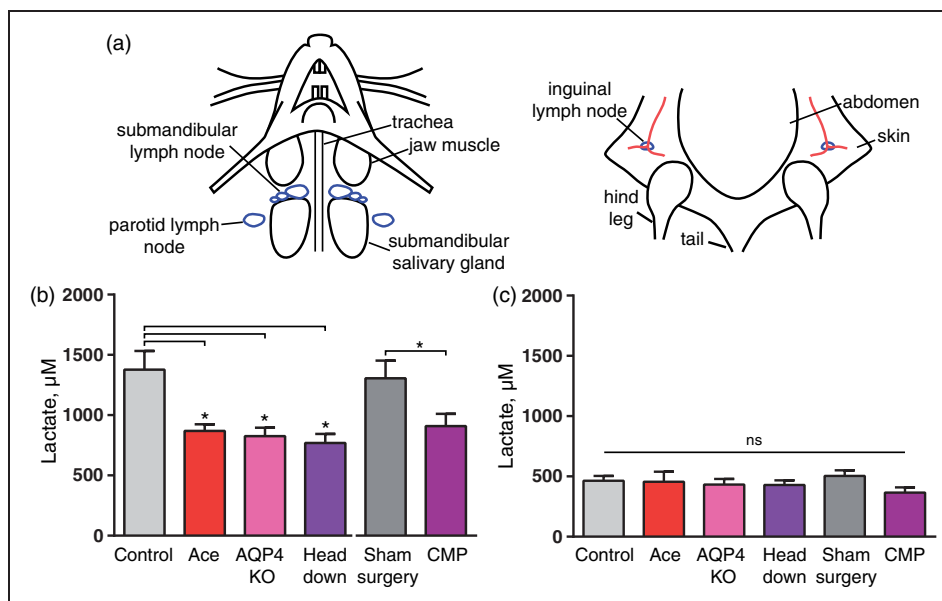 (a)
submandibular
lymph node
trachea
jaw muscle
parotid lymph
node
submandibular
salivary gland
inguinal
lymph node
abdomen
skin
hind
leg
tail
(b)
2000
1500
1000
500
0
Lactate, µM
*
*
*
*
Control
Ace
AQP4
KO
Head
down
Sham
surgery
CMP
(c)
2000
1500
1000
500
0
Lactate, µM
ns
Control
Ace
AQP4
KO
Head
down
Sham
surgery
CMP